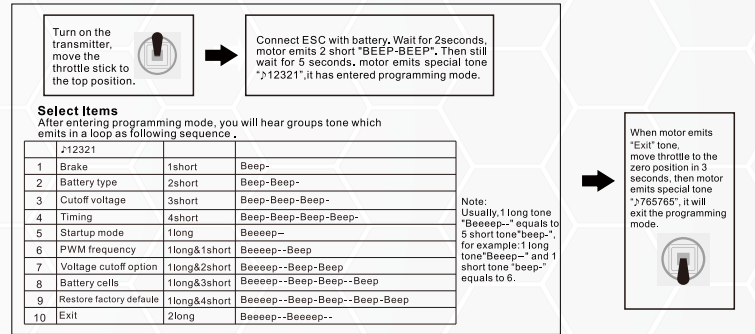 Turn on the
transmitter,
move the
throttle stick to
the top position.
Connect ESC with battery. Wait for 2seconds,
motor emits 2 short "BEEP-BEEP". Then still
wait for 5 seconds. motor emits special tone
"♪12321",it has entered programming mode.
Select Items
After entering programming mode, you will hear groups tone which
emits in a loop as following sequence .
♪12321
1 Brake 1short Beep-
2 Battery type 2short Beep-Beep-
3 Cutoff voltage 3short Beep-Beep-Beep-
4 Timing 4short Beep-Beep-Beep-Beep-
5 Startup mode 1long Beeeep–
6 PWM frequency 1long&1short Beeeep--Beep
7 Voltage cutoff option 1long&2short Beeeep--Beep-Beep
8 Battery cells 1long&3short Beeeep--Beep-Beep--Beep
9 Restore factory defaule 1long&4short Beeeep--Beep-Beep--Beep-Beep
10 Exit 2long Beeeep--Beeeep--
Note:
Usually,1 long tone
"Beeeep--" equals to
5 short tone"beep-",
for example:1 long
tone"Beeep–" and 1
short tone "beep-"
equals to 6.
When motor emits
"Exit" tone,
move throttle to the
zero position in 3
seconds, then motor
emits special tone
"♪765765", it will
exit the programming
mode.